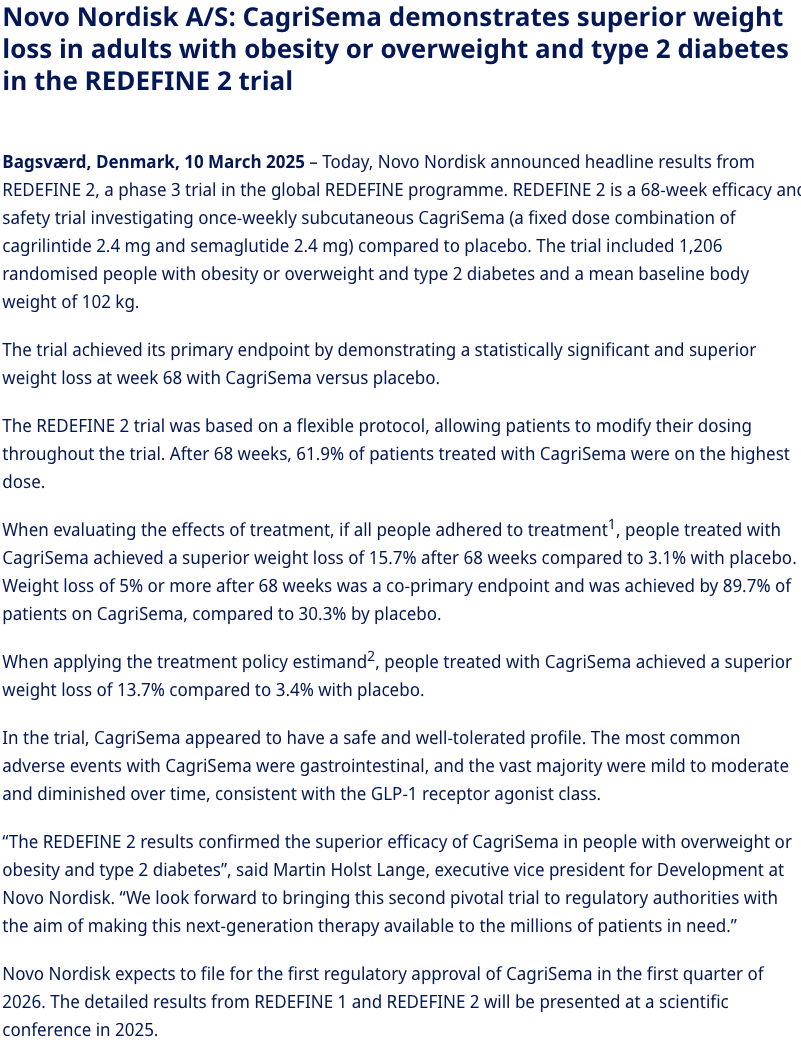 Novo Nordisk A/S: CagriSema demonstrates superior weight
loss in adults with obesity or overweight and type 2 diabetes
in the REDEFINE 2 trial
Bagsværd, Denmark, 10 March 2025 – Today, Novo Nordisk announced headline results from
REDEFINE 2, a phase 3 trial in the global REDEFINE programme. REDEFINE 2 is a 68-week efficacy and
safety trial investigating once-weekly subcutaneous CagriSema (a fixed dose combination of
cagrilintide 2.4 mg and semaglutide 2.4 mg) compared to placebo. The trial included 1,206
randomised people with obesity or overweight and type 2 diabetes and a mean baseline body
weight of 102 kg.
The trial achieved its primary endpoint by demonstrating a statistically significant and superior
weight loss at week 68 with CagriSema versus placebo.
The REDEFINE 2 trial was based on a flexible protocol, allowing patients to modify their dosing
throughout the trial. After 68 weeks, 61.9% of patients treated with CagriSema were on the highest
dose.
When evaluating the effects of treatment, if all people adhered to treatment1, people treated with
CagriSema achieved a superior weight loss of 15.7% after 68 weeks compared to 3.1% with placebo.
Weight loss of 5% or more after 68 weeks was a co-primary endpoint and was achieved by 89.7% of
patients on CagriSema, compared to 30.3% by placebo.
When applying the treatment policy estimand2, people treated with CagriSema achieved a superior
weight loss of 13.7% compared to 3.4% with placebo.
In the trial, CagriSema appeared to have a safe and well-tolerated profile. The most common
adverse events with CagriSema were gastrointestinal, and the vast majority were mild to moderate
and diminished over time, consistent with the GLP-1 receptor agonist class.
“The REDEFINE 2 results confirmed the superior efficacy of CagriSema in people with overweight or
obesity and type 2 diabetes”, said Martin Holst Lange, executive vice president for Development at
Novo Nordisk. “We look forward to bringing this second pivotal trial to regulatory authorities with
the aim of making this next-generation therapy available to the millions of patients in need.”
Novo Nordisk expects to file for the first regulatory approval of CagriSema in the first quarter of
2026. The detailed results from REDEFINE 1 and REDEFINE 2 will be presented at a scientific
conference in 2025.